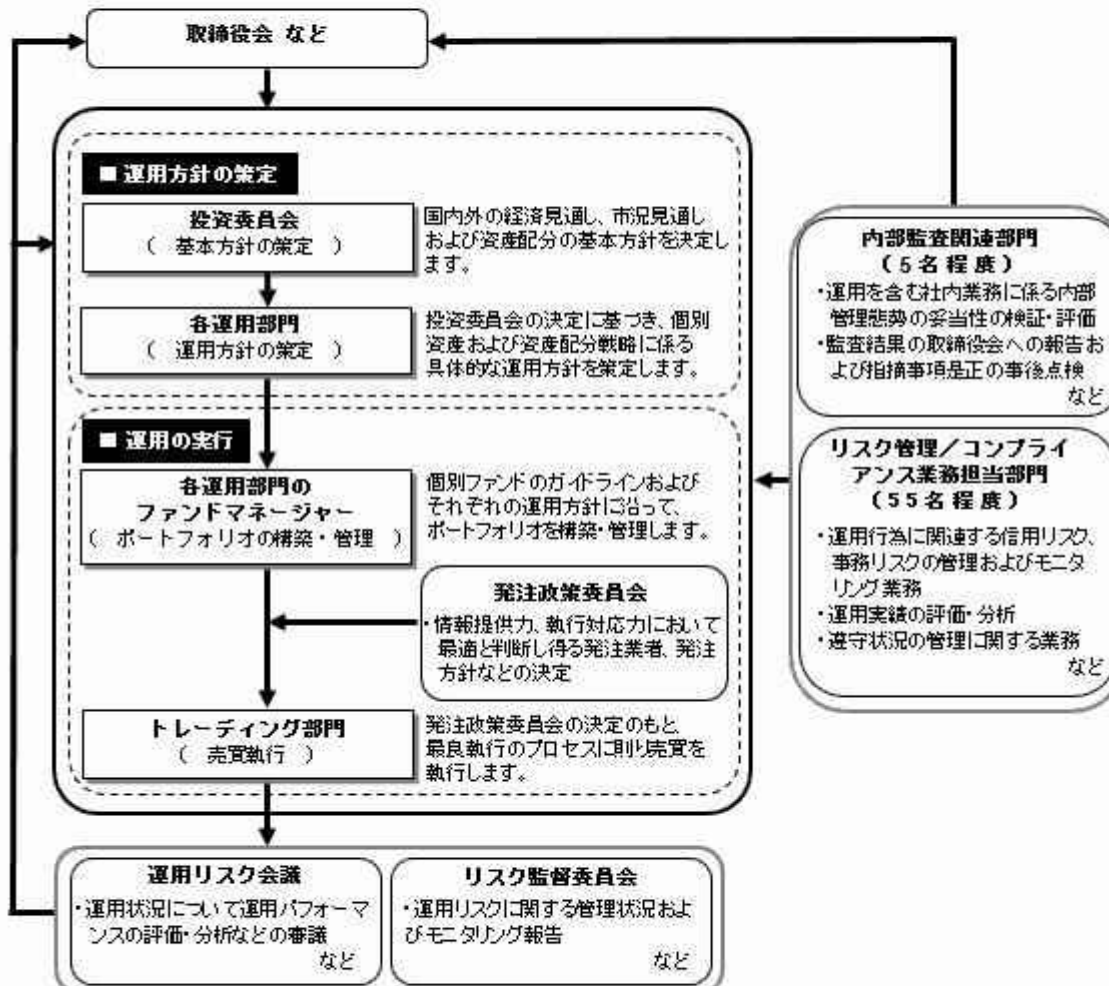 取締役会 など
■ 運用方針の策定
投資委員会
( 基本方針の策定 )
国内外の経済見通し、市況見通し
および資産配分の基本方針を決定し
ます。
各運用部門
( 運用方針の策定 )
投資委員会の決定に基づき、個別
資産および資産配分戦略に係る
具体的な運用方針を策定します。
■ 運用の実行
各運用部門の
ファンドマネージャー
( ポートフォリオの構築・管理 )
個別ファンドのガイドラインおよび
それぞれの運用方針に沿って、
ポートフォリオを構築・管理します。
発注政策委員会
・情報提供力、執行対応力において
最適と判断し得る発注業者、発注
方針などの決定
トレーディング部門
( 売買執行 )
発注政策委員会の決定のもと、
最良執行のプロセスに則り売買を
執行します。
運用リスク会議
・運用状況について運用パフォーマ
ンスの評価・分析などの審議
など
リスク監督委員会
・運用リスクに関する管理状況およ
びモニタリング報告
など
内部監査関連部門
(5名程度)
・運用を含む社内業務に係る内部
管理態勢の妥当性の検証・評価
・監査結果の取締役会への報告お
よび指摘事項是正の事後点検
など
リスク管理/コンプライ
アンス業務担当部門
(55名程度)
・運用行為に関連する信用リスク、
事務リスクの管理およびモニタ
リング業務
・運用実績の評価・分析
・遵守状況の管理に関する業務
など